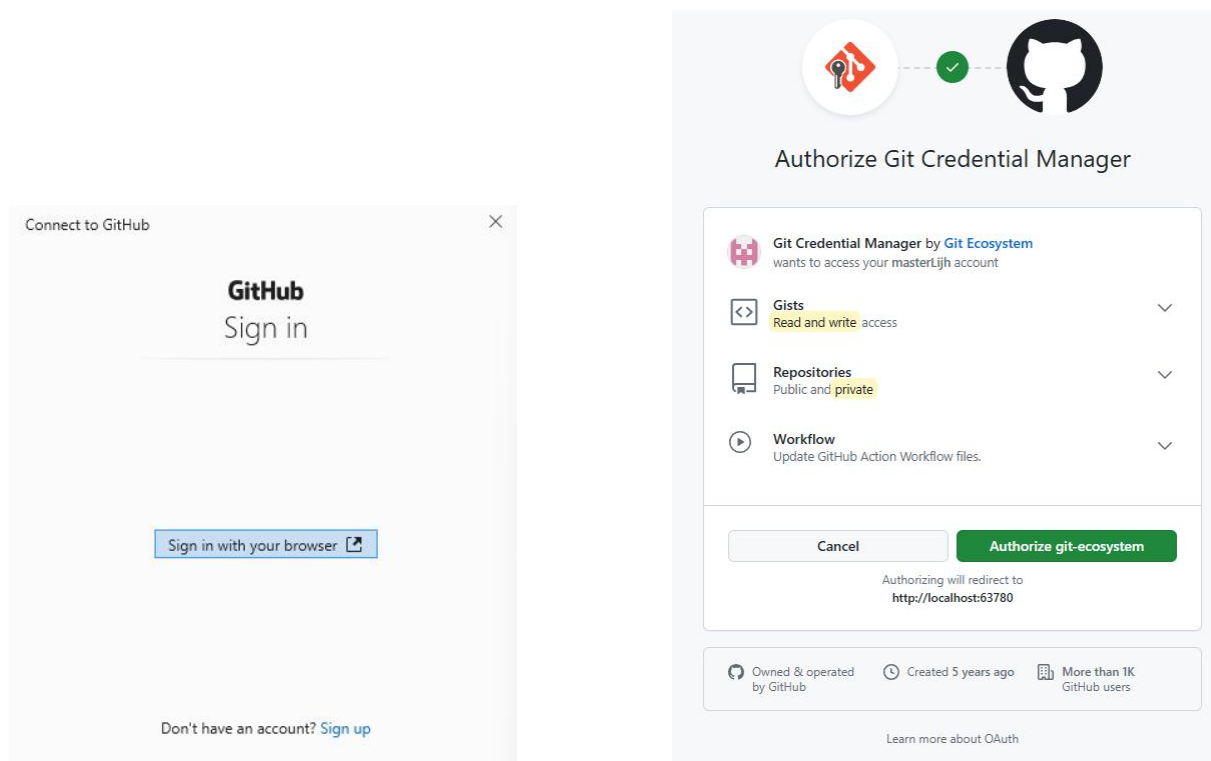 Connect to GitHub
GitHub
Sign in
Sign in with your browser
Don't have an account? Sign up
Authorize Git Credential Manager
Git Credential Manager by Git Ecosystem
wants to access your masterLijh account
Gists
Read and write access
Repositories
Public and private
Workflow
Update GitHub Action Workflow files.
Cancel
Authorize git-ecosystem
Authorizing will redirect to
http://localhost:63780
Owned & operated
by GitHub
Created 5 years ago
More than 1K
GitHub users
Learn more about OAuth